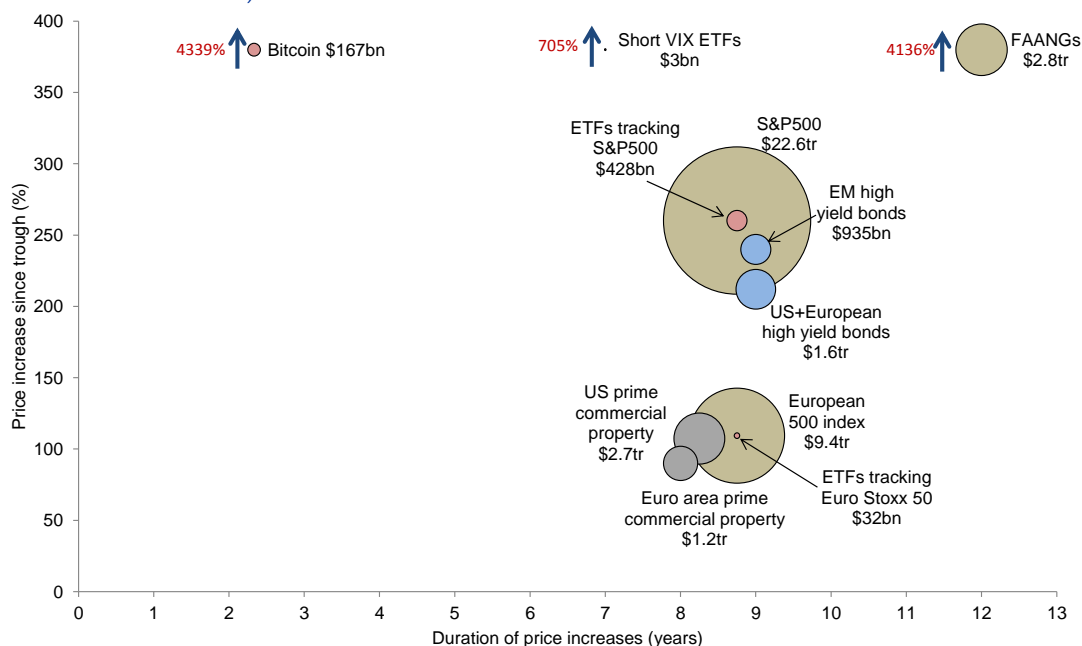 400
350
300
250
200
150
100
50
0
Price increase since trough (%)
4339%
Bitcoin $167bn
705%
Short VIX ETFs
$3bn
4136%
FAANGs
$2.8tr
ETFs tracking
S&P500
$428bn
S&P500
$22.6tr
EM high
yield bonds
$935bn
US+European
high yield bonds
$1.6tr
US prime
commercial
property
$2.7tr
European
500 index
$9.4tr
ETFs tracking
Euro Stoxx 50
$32bn
Euro area prime
commercial property
$1.2tr
0 1 2 3 4 5 6 7 8 9 10 11 12 13
Duration of price increases (years)